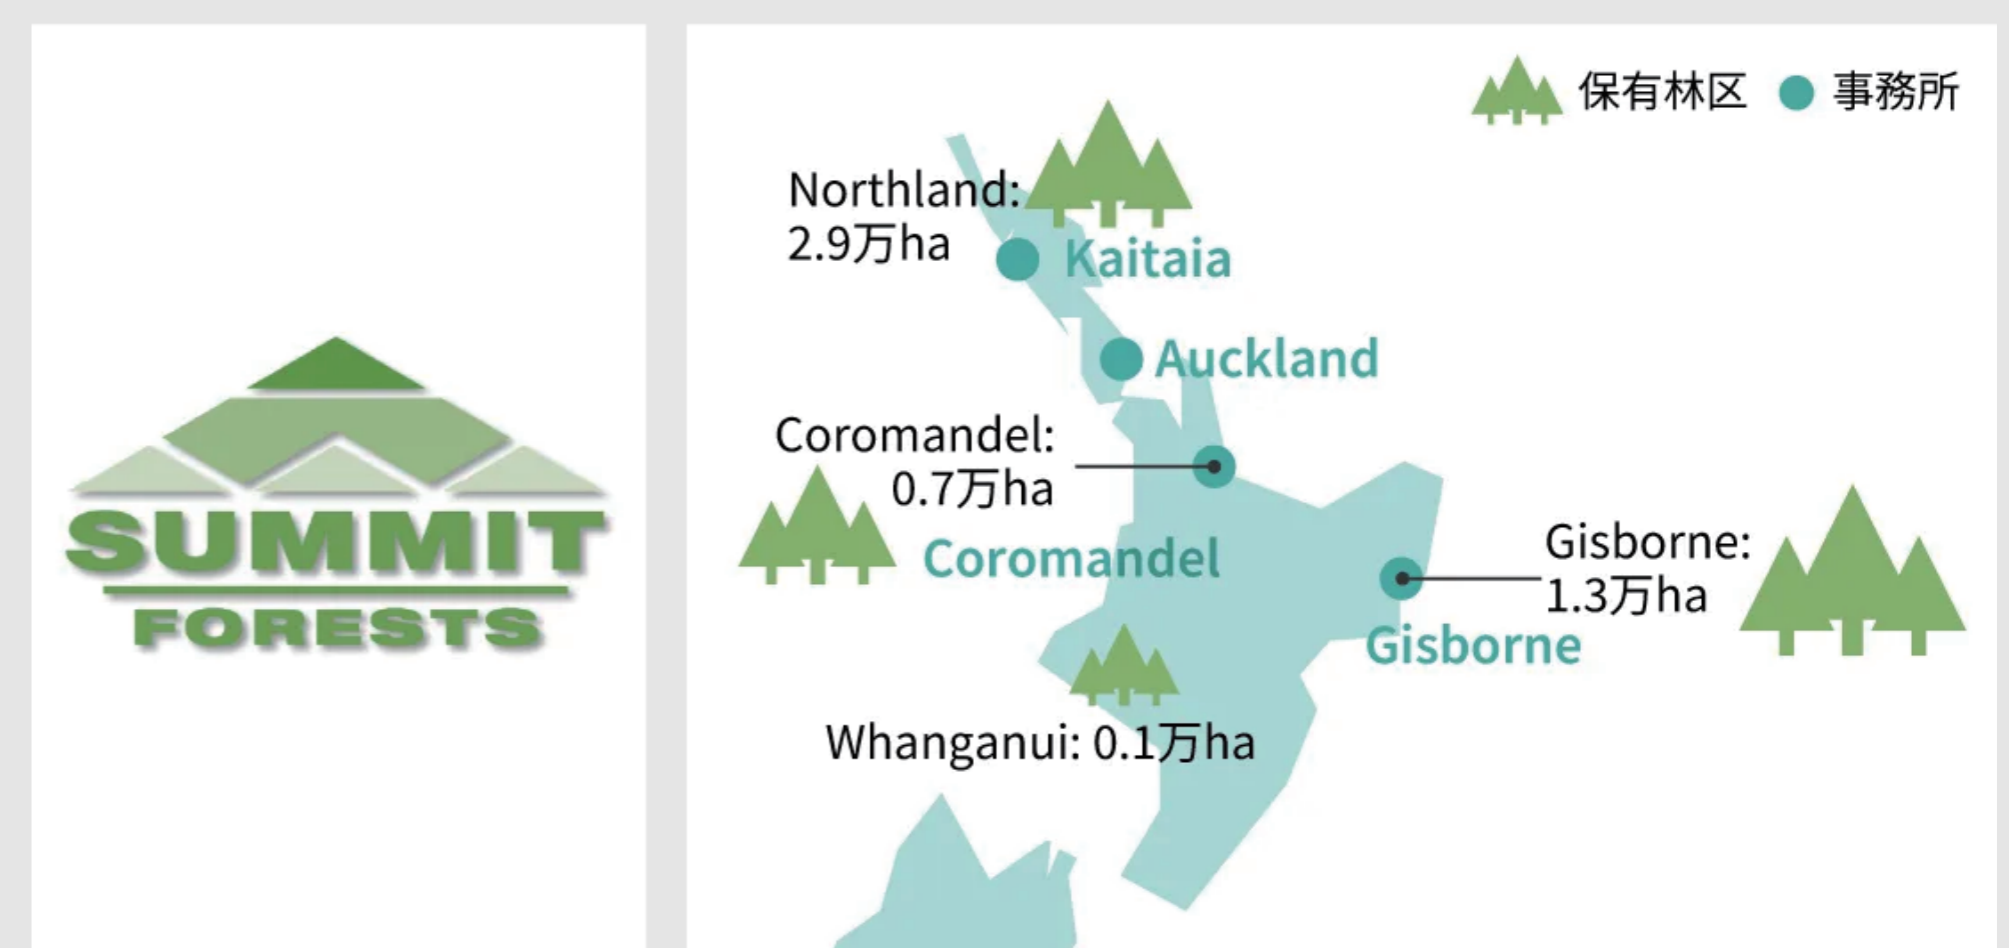 SUMMIT
FORESTS
保有林区
事務所
Northland:
2.9万ha
Kaitaia
Auckland
Coromandel:
0.7万ha
Coromandel
Gisborne:
1.3万ha
Gisborne
Whanganui: 0.1万ha